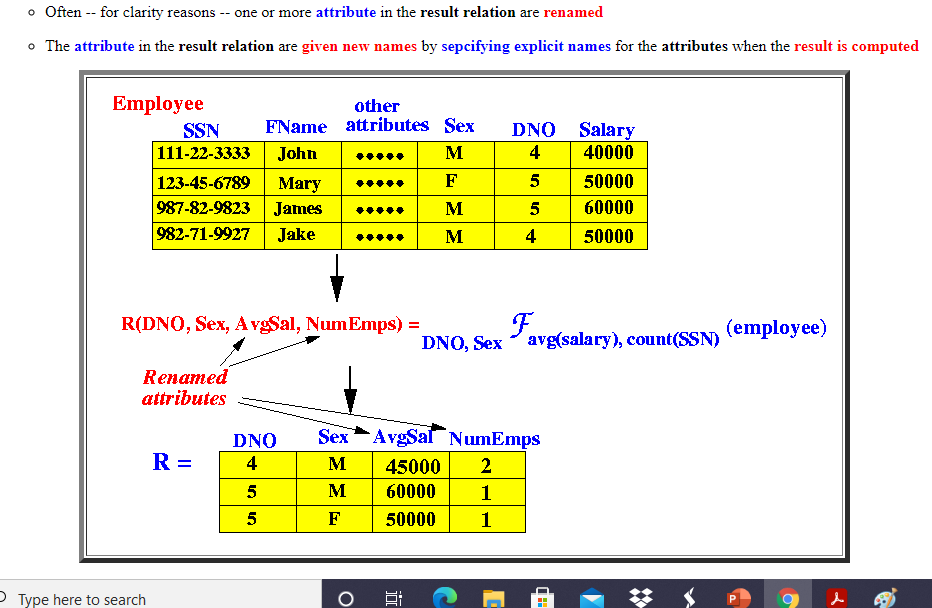 Often -- for clarity reasons -- one or more attribute in the result relation are renamed
The attribute in the result relation are given new names by sepcifying explicit names for the attributes when the result is computed
Employee
SSN FName other attributes Sex DNO Salary
111-22-3333 John ••••• M 4 40000
123-45-6789 Mary ••••• F 5 50000
987-82-9823 James ••••• M 5 60000
982-71-9927 Jake ••••• M 4 50000
R(DNO, Sex, AvgSal, NumEmps) = DNO, Sex ℱ avg(salary), count(SSN) (employee)
Renamed
attributes
DNO Sex AvgSal NumEmps
R = 4 M 45000 2
5 M 60000 1
5 F 50000 1
Type here to search